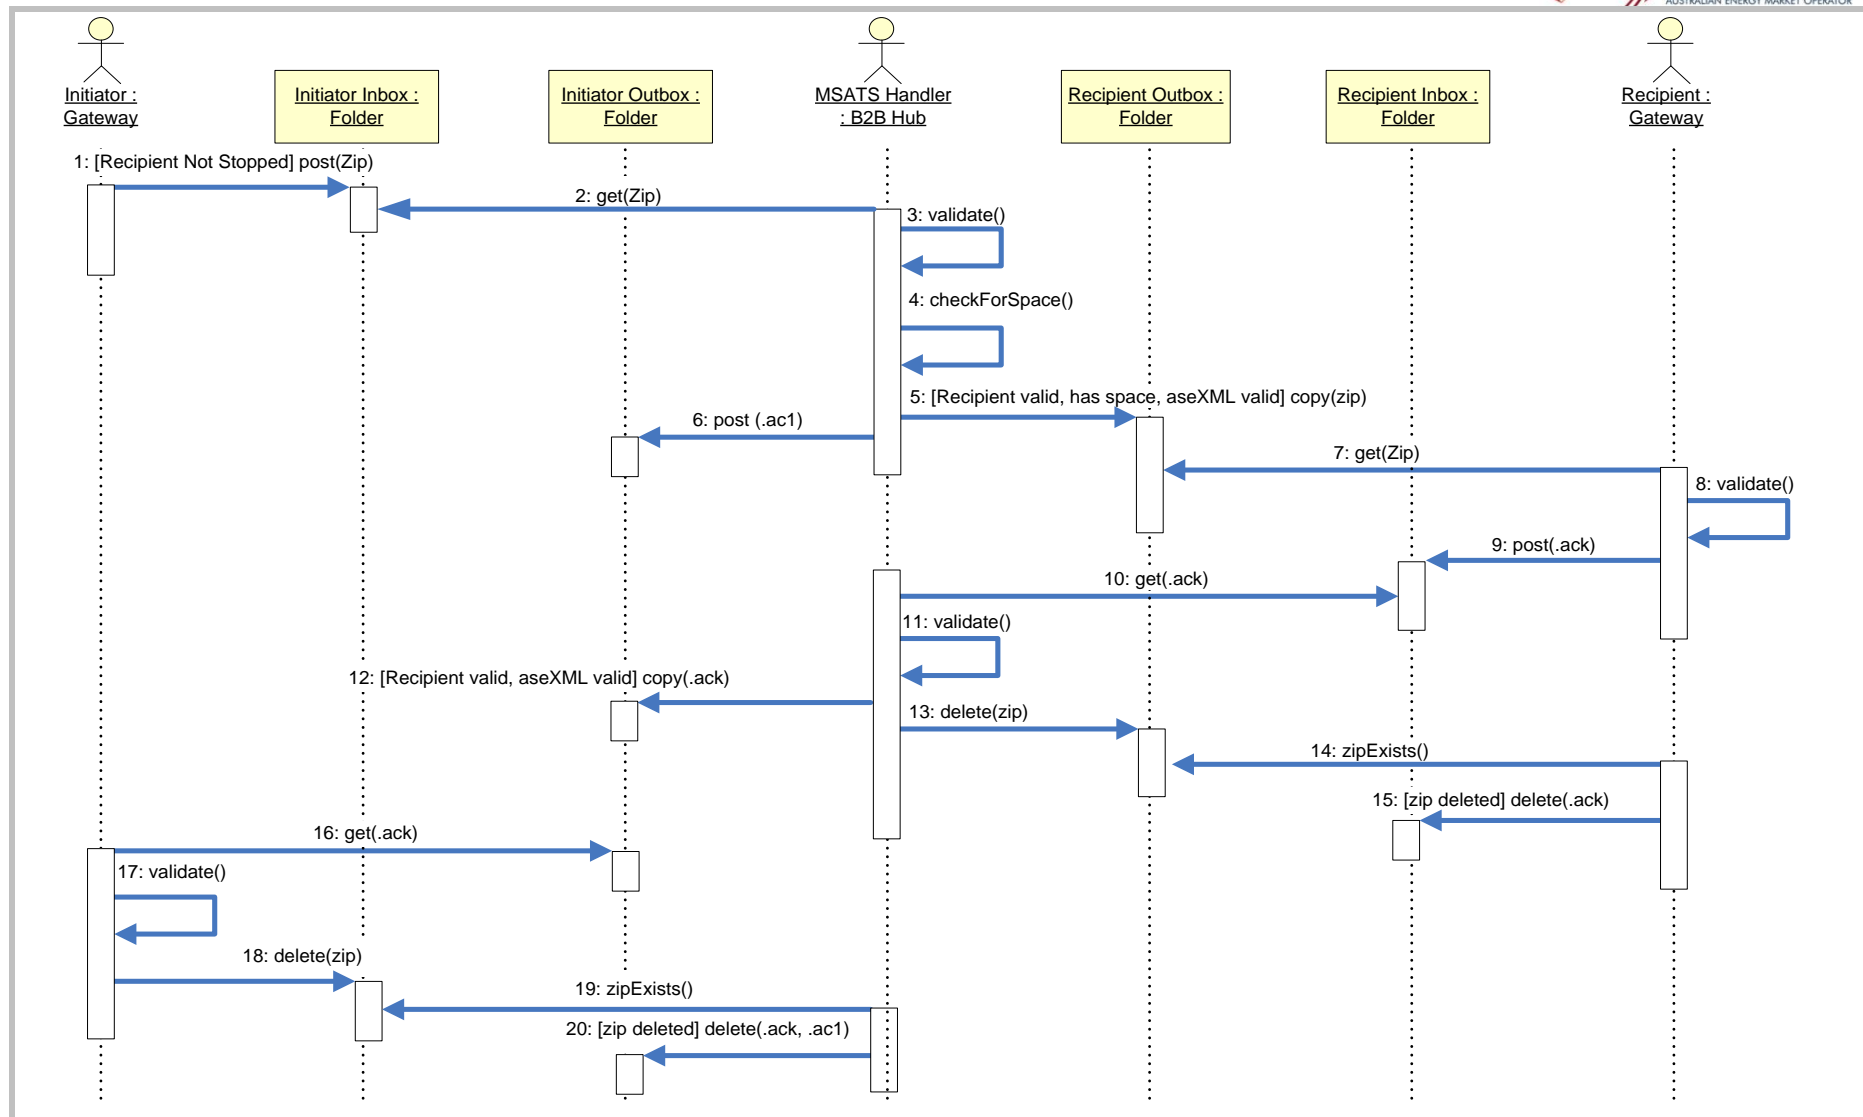 AUSTRALIAN ENERGY MARKET OPERATOR
Initiator :
Gateway
Initiator Inbox :
Folder
Initiator Outbox :
Folder
MSATS Handler
: B2B Hub
Recipient Outbox :
Folder
Recipient Inbox :
Folder
Recipient :
Gateway
1: [Recipient Not Stopped] post(Zip)
2: get(Zip)
3: validate()
4: checkForSpace()
5: [Recipient valid, has space, aseXML valid] copy(zip)
6: post (.ac1)
7: get(Zip)
8: validate()
9: post(.ack)
10: get(.ack)
11: validate()
12: [Recipient valid, aseXML valid] copy(.ack)
13: delete(zip)
14: zipExists()
15: [zip deleted] delete(.ack)
16: get(.ack)
17: validate()
18: delete(zip)
19: zipExists()
20: [zip deleted] delete(.ack, .ac1)